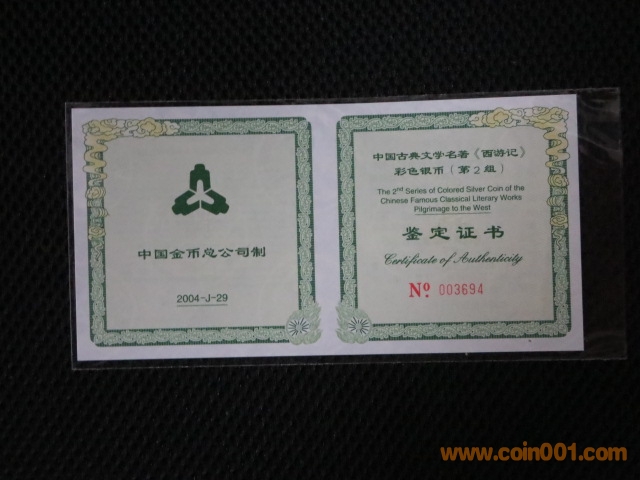 中国金币总公司制
2004-J-29
中国古典文学名著《西游记》
彩色银币（第2组）
The 2nd Series of Colored Silver Coin of the
Chinese Famous Classical Literary Works
Pilgrimage to the West
鉴定证书
Certificate of Authenticity
No. 003694
www.coin001.com